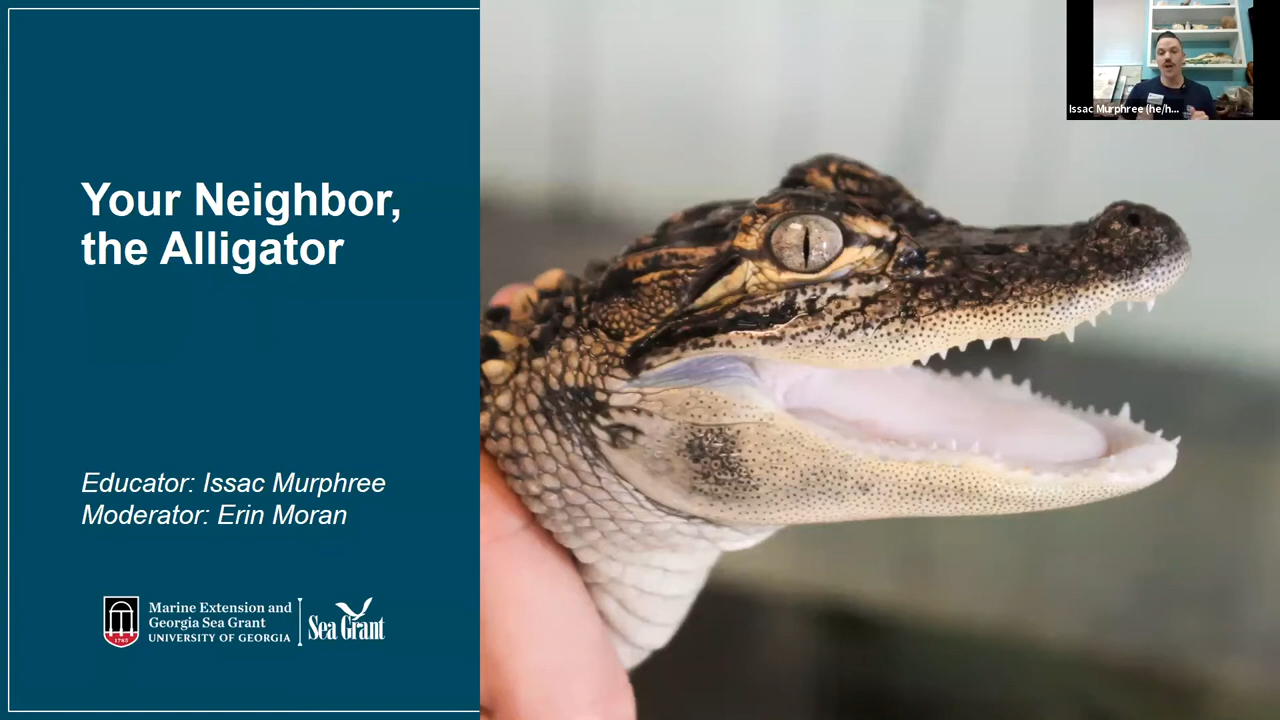 Issac Murphree (he/h...
Your Neighbor,
the Alligator
Educator: Issac Murphree
Moderator: Erin Moran
1785
Marine Extension and
Georgia Sea Grant
UNIVERSITY OF GEORGIA
Sea Grant